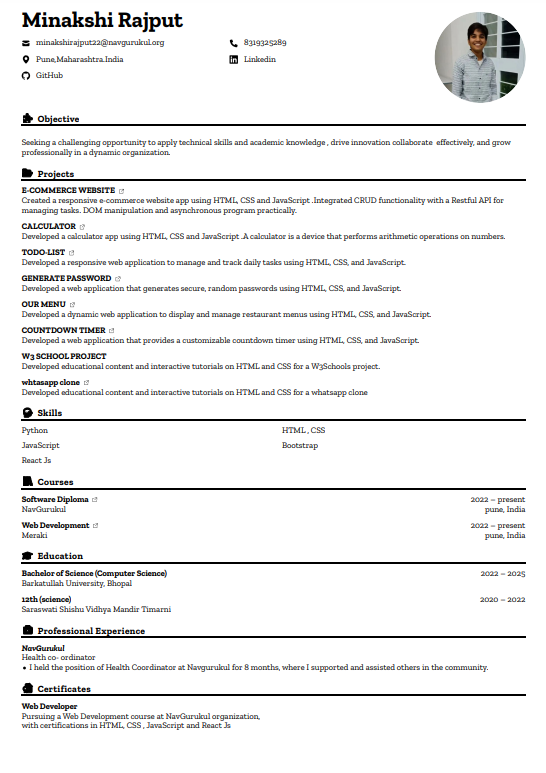 Minakshi Rajput
minakshirajput22@navgurukul.org
8319325289
Pune,Maharashtra.India
Linkedin
GitHub
Objective
Seeking a challenging opportunity to apply technical skills and academic knowledge , drive innovation collaborate effectively, and grow
professionally in a dynamic organization.
Projects
E-COMMERCE WEBSITE
Created a responsive e-commerce website app using HTML, CSS and JavaScript .Integrated CRUD functionality with a Restful API for
managing tasks. DOM manipulation and asynchronous program practically.
CALCULATOR
Developed a calculator app using HTML, CSS and JavaScript .A calculator is a device that performs arithmetic operations on numbers.
TODO-LIST
Developed a responsive web application to manage and track daily tasks using HTML, CSS, and JavaScript.
GENERATE PASSWORD
Developed a web application that generates secure, random passwords using HTML, CSS, and JavaScript.
OUR MENU
Developed a dynamic web application to display and manage restaurant menus using HTML, CSS, and JavaScript.
COUNTDOWN TIMER
Developed a web application that provides a customizable countdown timer using HTML, CSS, and JavaScript.
W3 SCHOOL PROJECT
Developed educational content and interactive tutorials on HTML and CSS for a W3Schools project.
whtasapp clone
Developed educational content and interactive tutorials on HTML and CSS for a whatsapp clone
Skills
Python
HTML , CSS
JavaScript
Bootstrap
React Js
Courses
Software Diploma
2022 – present
NavGurukul
pune, India
Web Development
2022 – present
Meraki
pune, India
Education
Bachelor of Science (Computer Science)
2022 – 2025
Barkatullah University, Bhopal
12th (science)
2020 – 2022
Saraswati Shishu Vidhya Mandir Timarni
Professional Experience
NavGurukul
Health co- ordinator
• I held the position of Health Coordinator at Navgurukul for 8 months, where I supported and assisted others in the community.
Certificates
Web Developer
Pursuing a Web Development course at NavGurukul organization,
with certifications in HTML, CSS , JavaScript and React Js